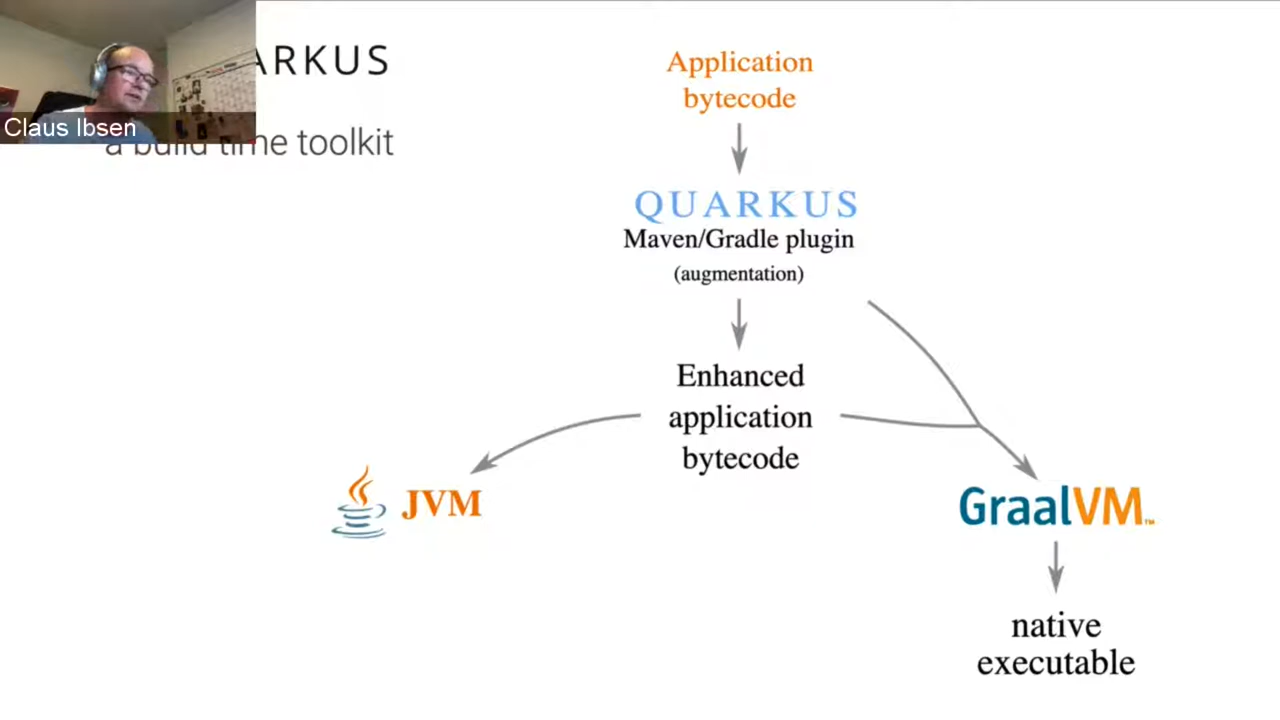 ARKUS
Claus Ibsen
a build time toolkit
Application
bytecode
QUARKUS
Maven/Gradle plugin
(augmentation)
Enhanced
application
bytecode
JVM
GraalVM™
native
executable